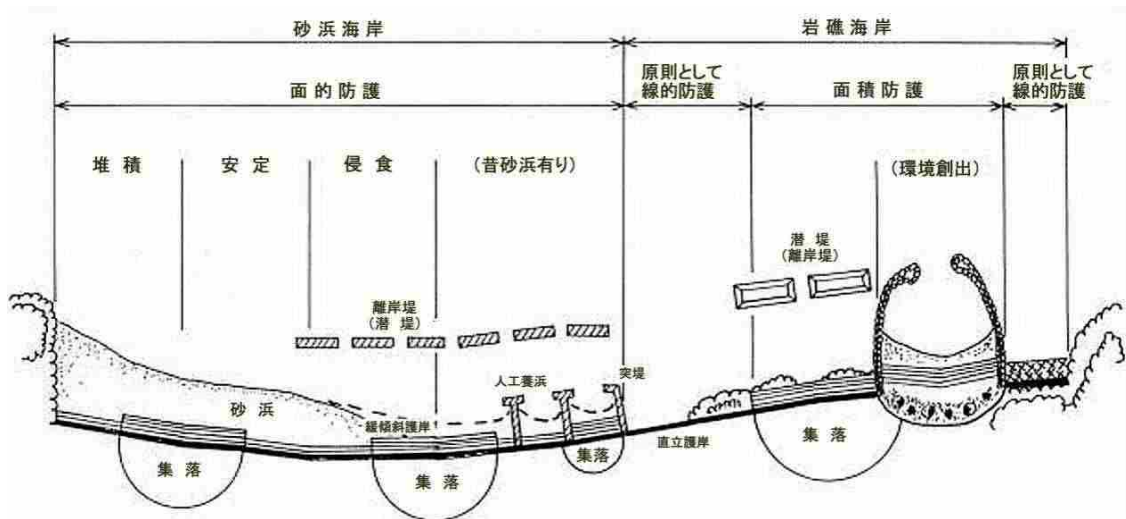 砂浜海岸
岩礁海岸
面的防護
原則として
線的防護
面積防護
原則として
線的防護
堆積
安定
侵食
(昔砂浜有り)
(環境創出)
潜堤
(離岸堤)
離岸堤
(潜堤)
人工養浜
突堤
砂浜
緩傾斜護岸
直立護岸
集落
集落
集落
集落